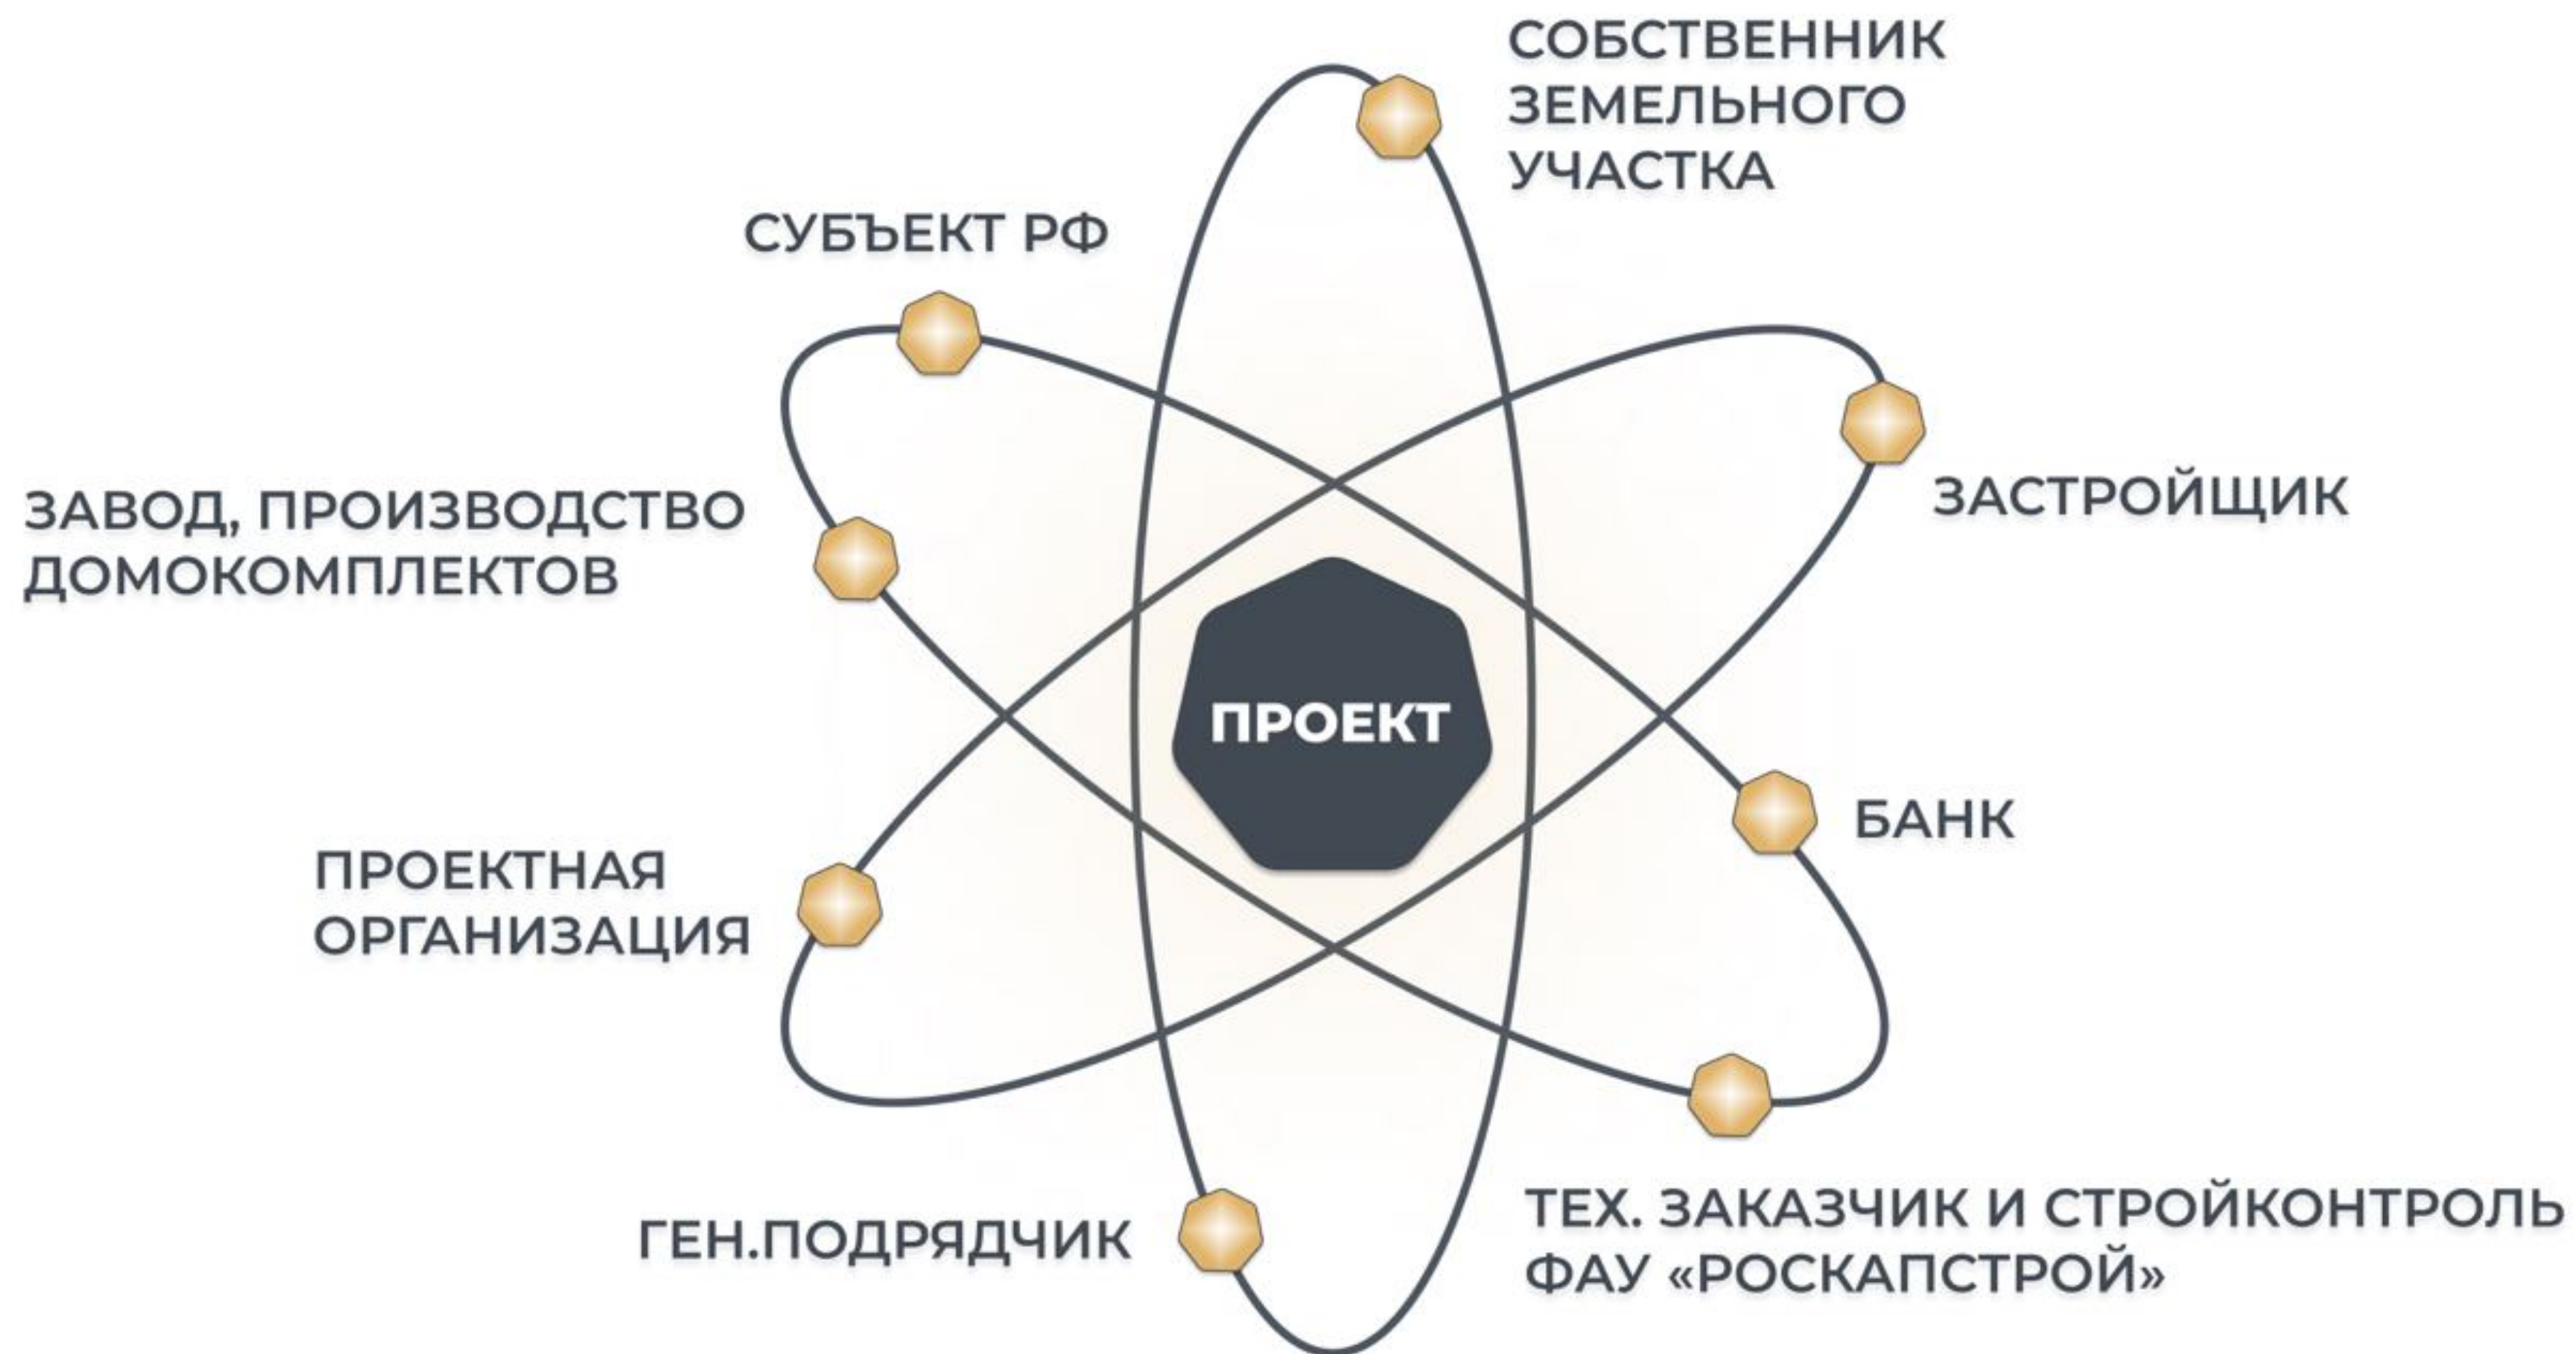 СОБСТВЕННИК
ЗЕМЕЛЬНОГО
УЧАСТКА
СУБЪЕКТ РФ
ЗАСТРОЙЩИК
ЗАВОД, ПРОИЗВОДСТВО
ДОМОКОМПЛЕКТОВ
ПРОЕКТ
БАНК
ПРОЕКТНАЯ
ОРГАНИЗАЦИЯ
ТЕХ. ЗАКАЗЧИК И СТРОЙКОНТРОЛЬ
ФАУ «РОСКАПСТРОЙ»
ГЕН.ПОДРЯДЧИК